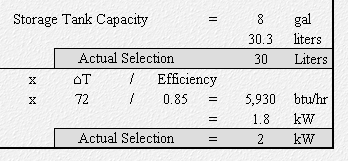 Storage Tank Capacity = 8 gal
30.3 liters
Actual Selection 30 Liters
x ΔT / Efficiency
x 72 / 0.85 = 5,930 btu/hr
= 1.8 kW
Actual Selection = 2 kW